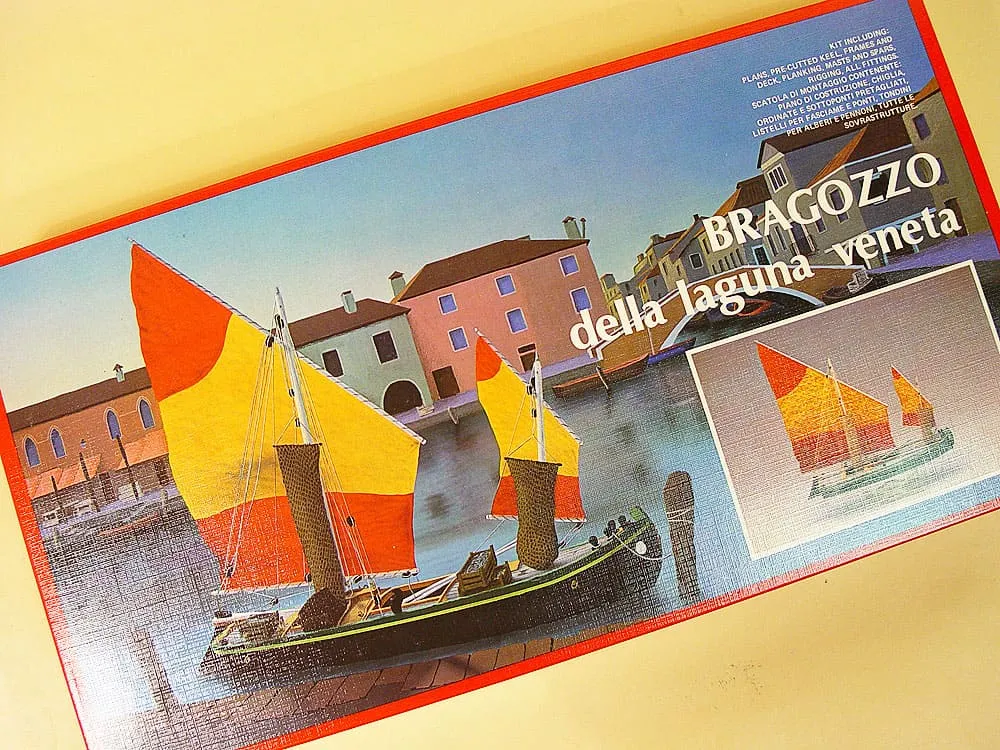 KIT INCLUDING:
PLANS, PRE-CUTTED KEEL, FRAMES AND
DECK, PLANKING, MASTS AND SPARS,
RIGGING, ALL FITTINGS.
SCATOLA DI MONTAGGIO CONTENENTE:
PIANO DI COSTRUZIONE, CHIGLIA,
ORDINATE E SOTTOPONTI PRETAGLIATI,
LISTELLI PER FASCIAME E PONTI, TONDINI
PER ALBERI E PENNONI, TUTTE LE
SOVRASTRUTTURE
BRAGOZZO
della laguna veneta